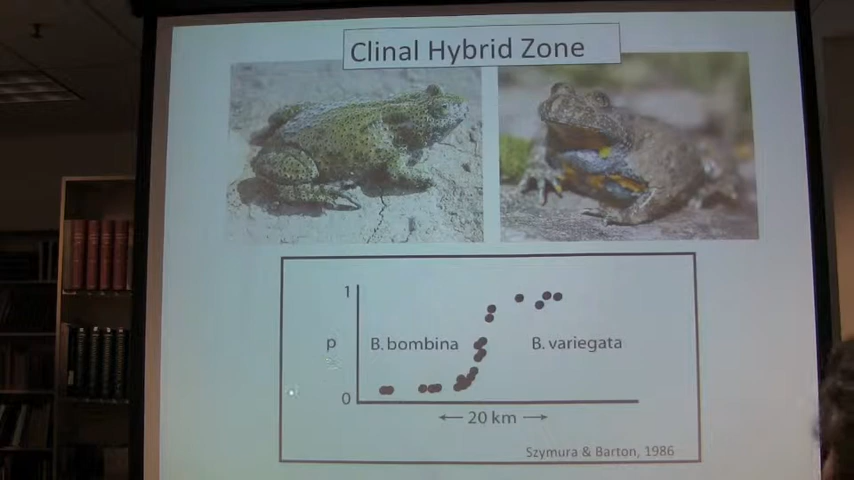 Clinal Hybrid Zone
1
p
B. bombina
B. variegata
0
20 km
Szymura & Barton, 1986